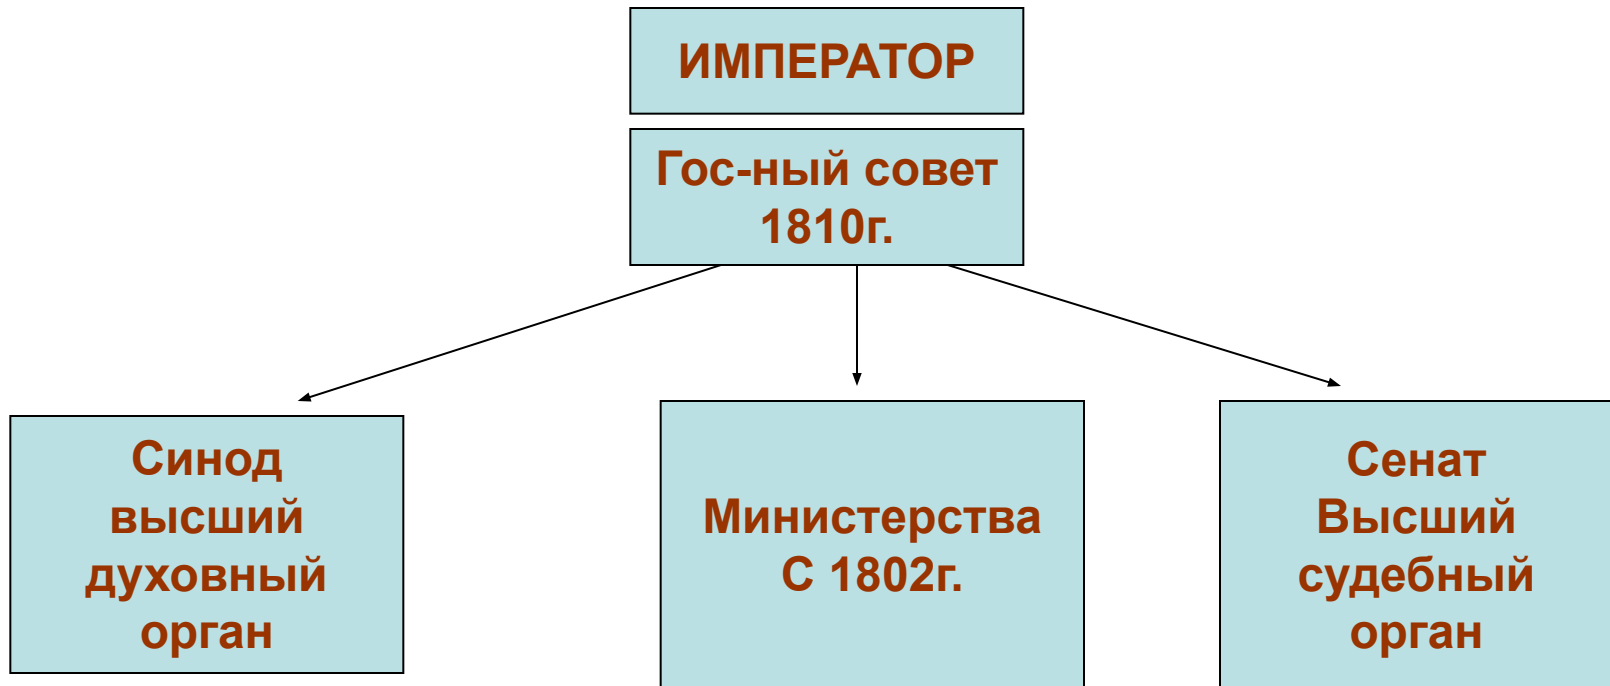 ИМПЕРАТОР
Гос-ный совет
1810г.
Синод
высший
духовный
орган
Министерства
С 1802г.
Сенат
Высший
судебный
орган